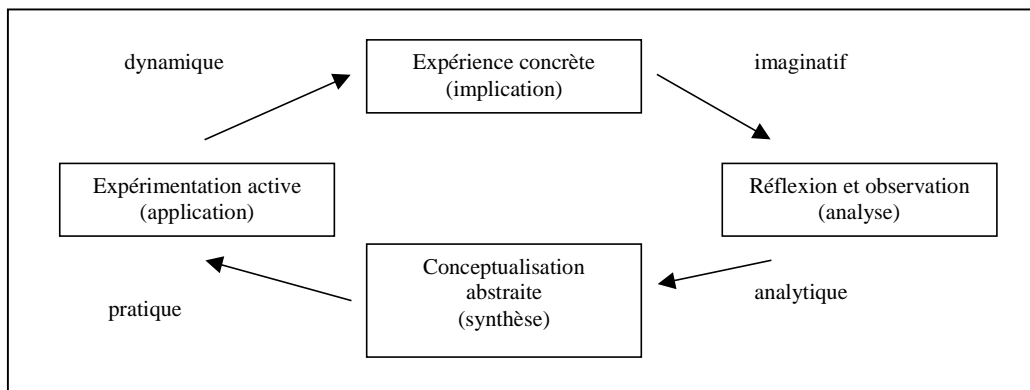 dynamique
Expérience concrète
(implication)
imaginatif
Expérimentation active
(application)
Réflexion et observation
(analyse)
Conceptualisation
abstraite
(synthèse)
pratique
analytique